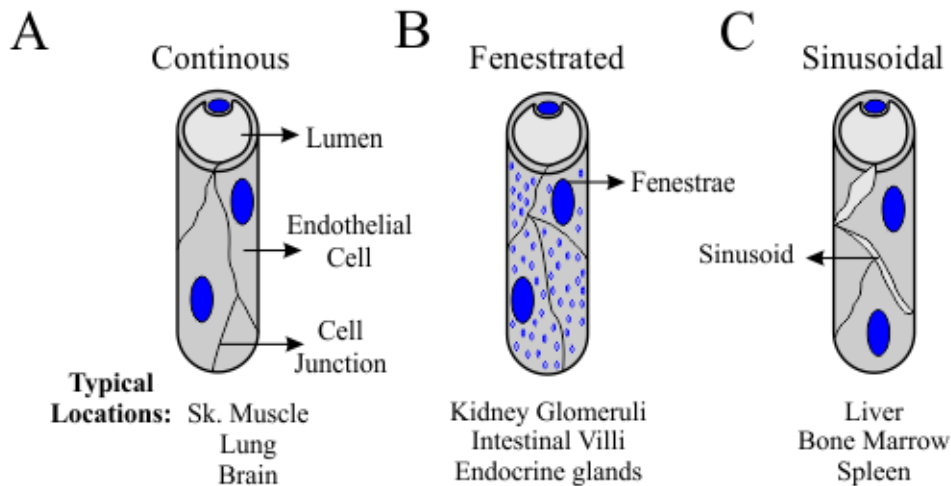 A
Continous
Lumen
Endothelial
Cell
Cell
Junction
Typical
Locations: Sk. Muscle
Lung
Brain
B
Fenestrated
Fenestrae
Kidney Glomeruli
Intestinal Villi
Endocrine glands
C
Sinusoidal
Sinusoid
Liver
Bone Marrow
Spleen